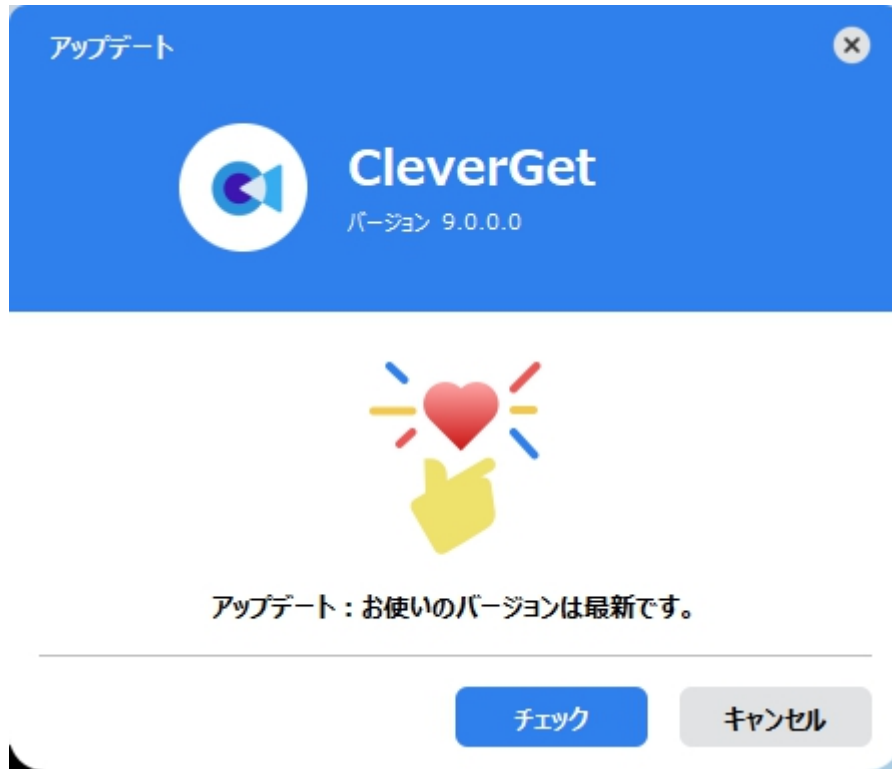 アップデート
CleverGet
バージョン 9.0.0.0
アップデート：お使いのバージョンは最新です。
チェック
キャンセル